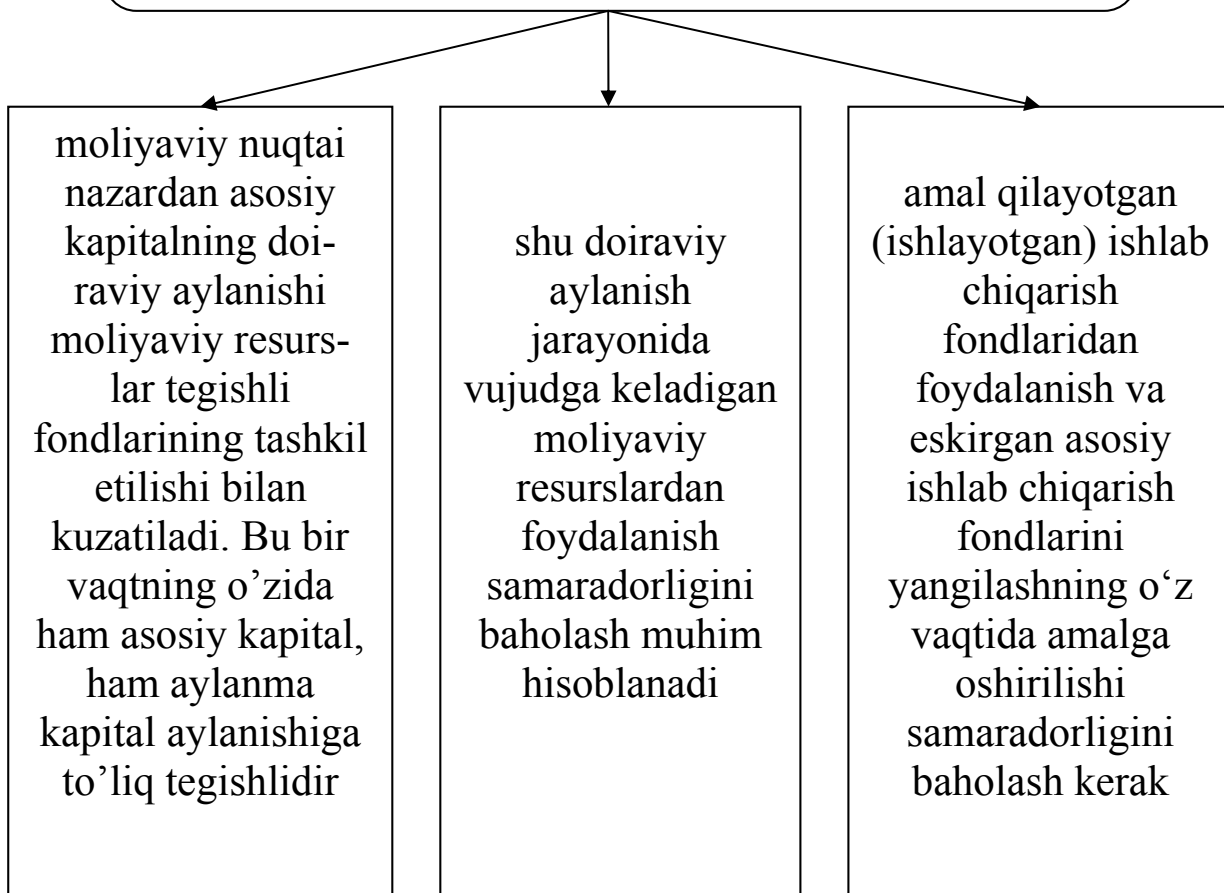 moliyaviy nuqtai
nazardan asosiy
kapitalning doi-
raviy aylanishi
moliyaviy resurs-
lar tegishli
fondlarining tashkil
etilishi bilan
kuzatiladi. Bu bir
vaqtning o’zida
ham asosiy kapital,
ham aylanma
kapital aylanishiga
to’liq tegishlidir
shu doiraviy
aylanish
jarayonida
vujudga keladigan
moliyaviy
resurslardan
foydalanish
samaradorligini
baholash muhim
hisoblanadi
amal qilayotgan
(ishlayotgan) ishlab
chiqarish
fondlaridan
foydalanish va
eskirgan asosiy
ishlab chiqarish
fondlarini
yangilashning o‘z
vaqtida amalga
oshirilishi
samaradorligini
baholash kerak